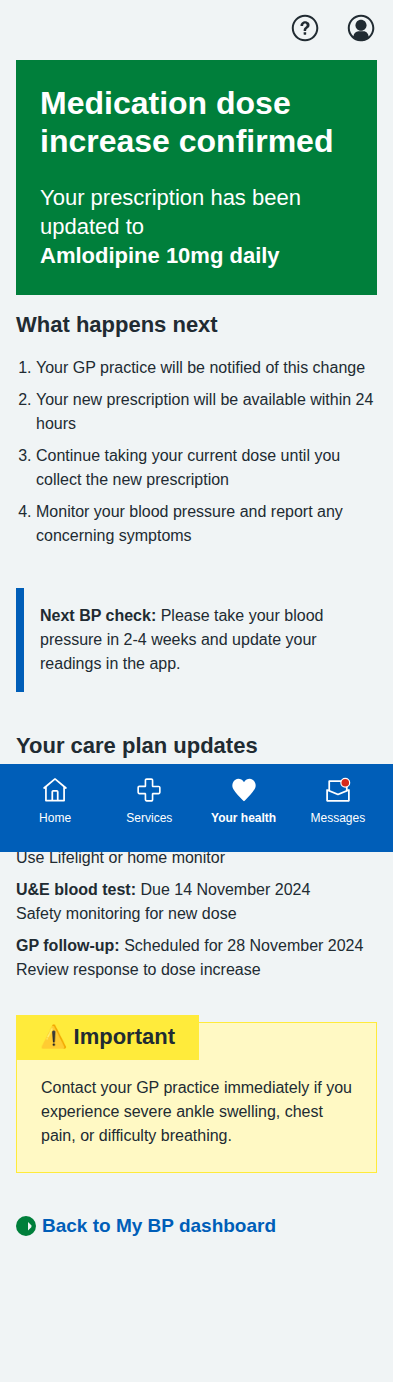 Medication dose
increase confirmed
Your prescription has been
updated to
Amlodipine 10mg daily
What happens next
1. Your GP practice will be notified of this change
2. Your new prescription will be available within 24
hours
3. Continue taking your current dose until you
collect the new prescription
4. Monitor your blood pressure and report any
concerning symptoms
Next BP check: Please take your blood
pressure in 2-4 weeks and update your
readings in the app.
Your care plan updates
Home
Services
Your health
Messages
Use Lifelight or home monitor
U&E blood test: Due 14 November 2024
Safety monitoring for new dose
GP follow-up: Scheduled for 28 November 2024
Review response to dose increase
⚠️ Important
Contact your GP practice immediately if you
experience severe ankle swelling, chest
pain, or difficulty breathing.
Back to My BP dashboard